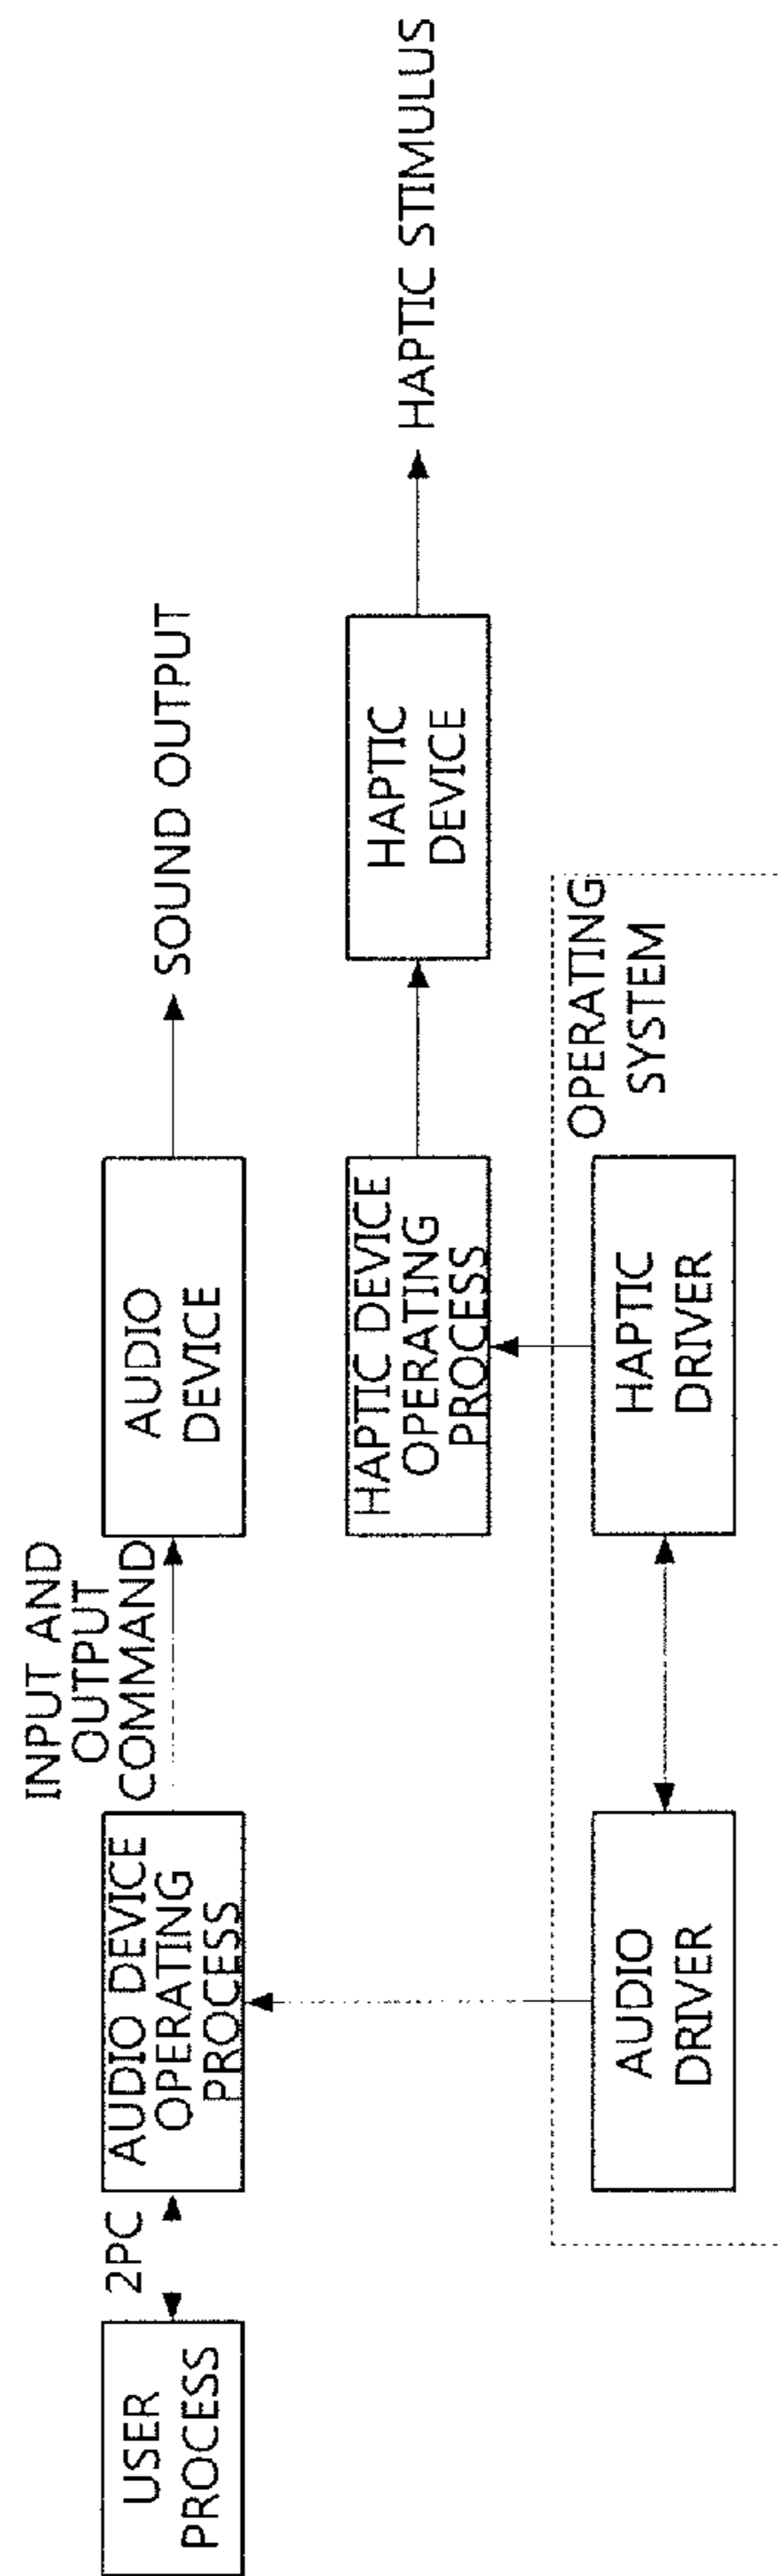 USER
PROCESS
2PC
AUDIO DEVICE
OPERATING
PROCESS
INPUT AND
OUTPUT
COMMAND
AUDIO
DEVICE
SOUND OUTPUT
HAPTIC DEVICE
OPERATING
PROCESS
HAPTIC
DEVICE
HAPTIC STIMULUS
AUDIO
DRIVER
HAPTIC
DRIVER
OPERATING
SYSTEM